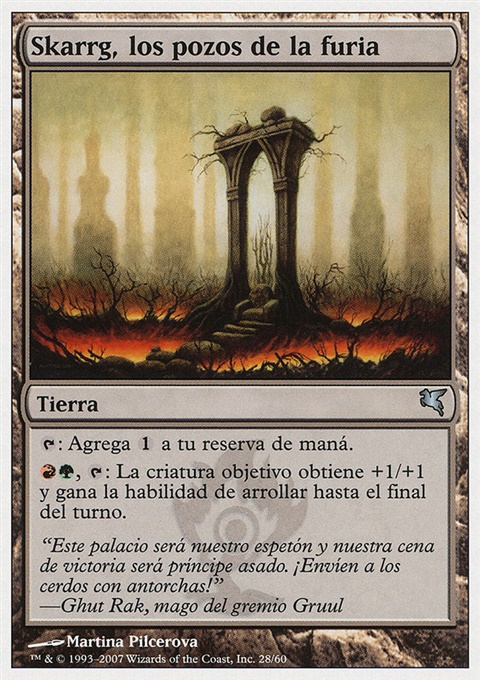 Skarrg, los pozos de la furia
Tierra
: Agrega 1 a tu reserva de maná.
, : La criatura objetivo obtiene +1/+1
y gana la habilidad de arrollar hasta el final
del turno.
“Este palacio será nuestro espetón y nuestra cena
de victoria será príncipe asado. ¡Envíen a los
cerdos con antorchas!”
—Ghut Rak, mago del gremio Gruul
Martina Pilcerova
™ & © 1993–2007 Wizards of the Coast, Inc. 28/60